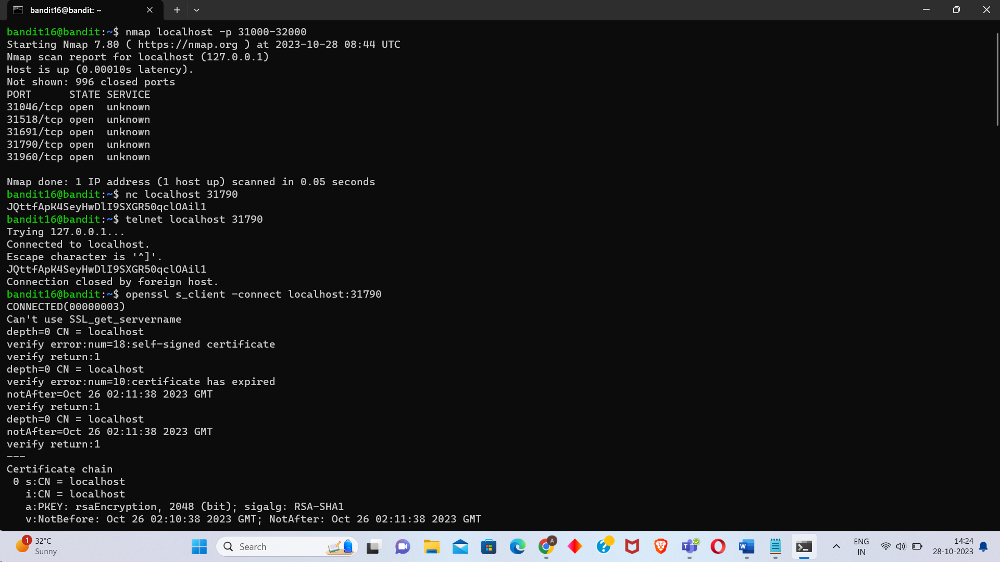 bandit16@bandit: ~
bandit16@bandit:~$ nmap localhost -p 31000-32000
Starting Nmap 7.80 ( https://nmap.org ) at 2023-10-28 08:44 UTC
Nmap scan report for localhost (127.0.0.1)
Host is up (0.00010s latency).
Not shown: 996 closed ports
PORT      STATE SERVICE
31046/tcp open  unknown
31518/tcp open  unknown
31691/tcp open  unknown
31790/tcp open  unknown
31960/tcp open  unknown
Nmap done: 1 IP address (1 host up) scanned in 0.05 seconds
bandit16@bandit:~$ nc localhost 31790
JQttfApK4SeyHwDlI9SXGR50qclOAil1
bandit16@bandit:~$ telnet localhost 31790
Trying 127.0.0.1...
Connected to localhost.
Escape character is '^]'.
JQttfApK4SeyHwDlI9SXGR50qclOAil1
Connection closed by foreign host.
bandit16@bandit:~$ openssl s_client -connect localhost:31790
CONNECTED(00000003)
Can't use SSL_get_servername
depth=0 CN = localhost
verify error:num=18:self-signed certificate
verify return:1
depth=0 CN = localhost
verify error:num=10:certificate has expired
notAfter=Oct 26 02:11:38 2023 GMT
verify return:1
depth=0 CN = localhost
notAfter=Oct 26 02:11:38 2023 GMT
verify return:1
---
Certificate chain
 0 s:CN = localhost
   i:CN = localhost
   a:PKEY: rsaEncryption, 2048 (bit); sigalg: RSA-SHA1
   v:NotBefore: Oct 26 02:10:38 2023 GMT; NotAfter: Oct 26 02:11:38 2023 GMT
1
32°C
Sunny
Search
A
ENG
IN
14:24
28-10-2023